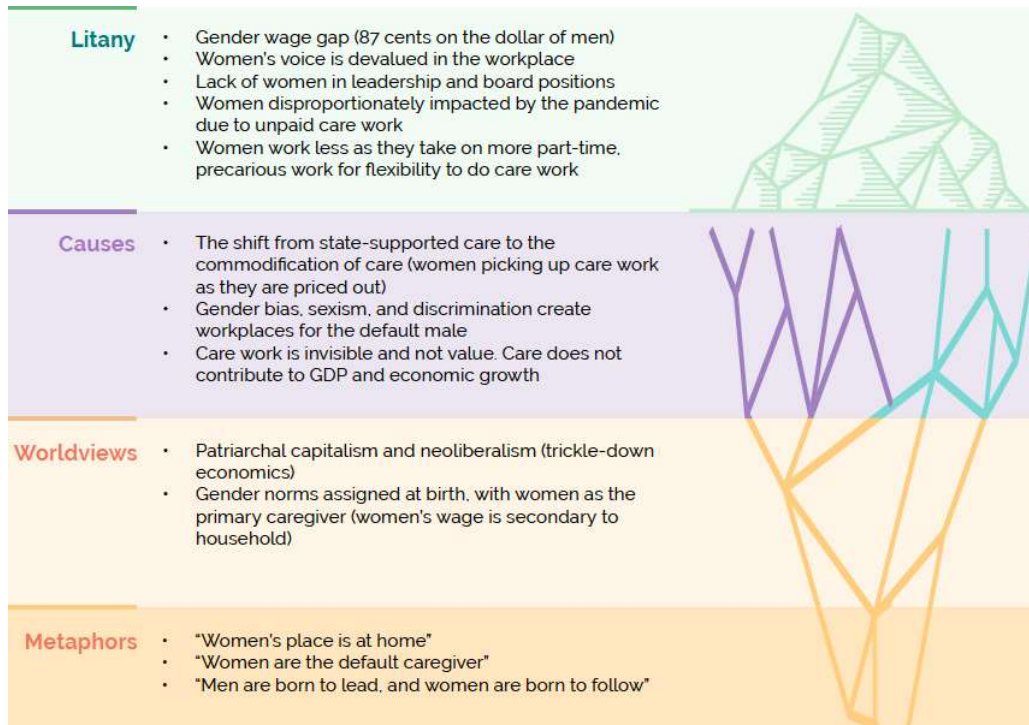 Litany
• Gender wage gap (87 cents on the dollar of men)
• Women's voice is devalued in the workplace
• Lack of women in leadership and board positions
• Women disproportionately impacted by the pandemic
due to unpaid care work
• Women work less as they take on more part-time,
precarious work for flexibility to do care work
Causes
• The shift from state-supported care to the
commodification of care (women picking up care work
as they are priced out)
• Gender bias, sexism, and discrimination create
workplaces for the default male
• Care work is invisible and not value. Care does not
contribute to GDP and economic growth
Worldviews
• Patriarchal capitalism and neoliberalism (trickle-down
economics)
• Gender norms assigned at birth, with women as the
primary caregiver (women's wage is secondary to
household)
Metaphors
• "Women's place is at home"
• "Women are the default caregiver"
• "Men are born to lead, and women are born to follow"